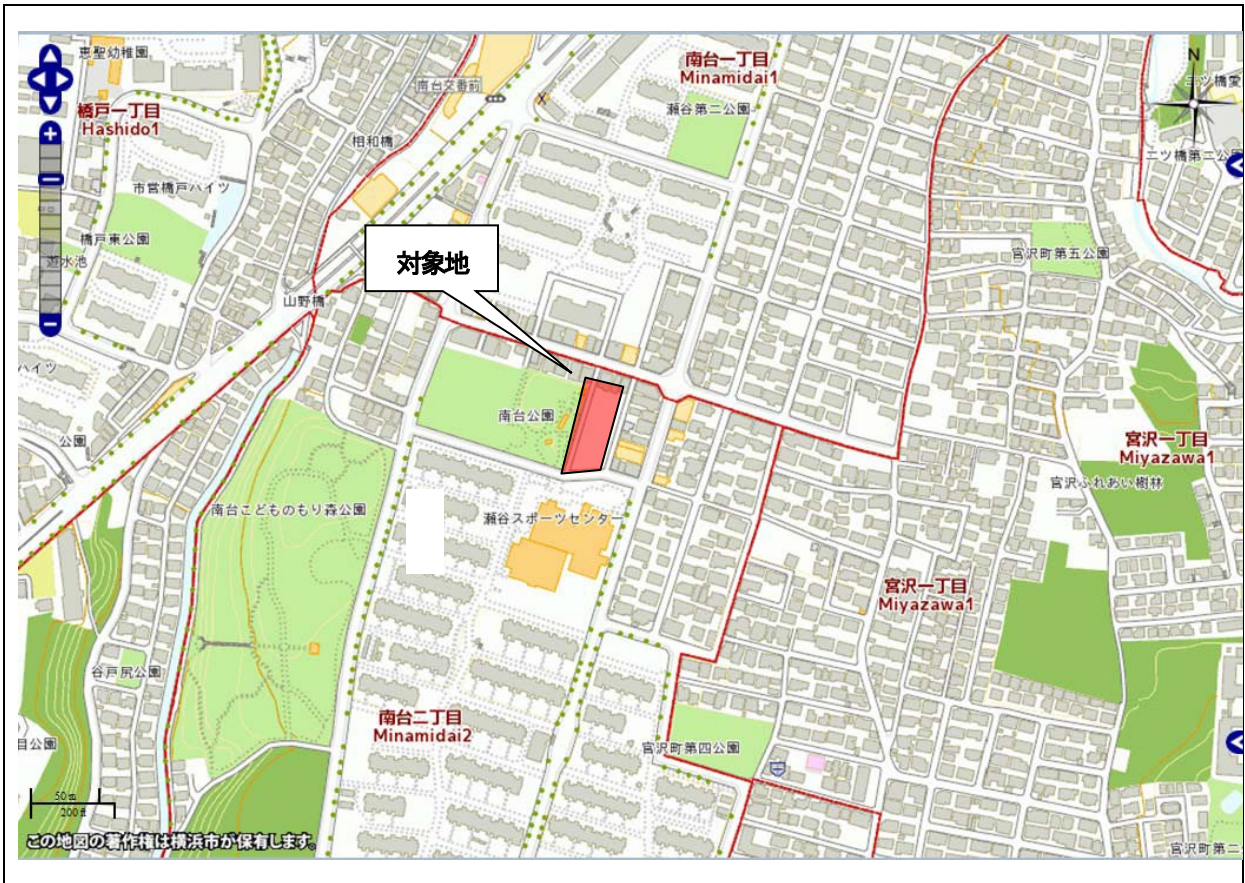 恵聖幼稚園
南台一丁目
Minamidai1
N
南台交番前
橋戸一丁目
Hashido1
瀬谷第二公園
相和橋
二ツ橋第二公
市営橋戸ハイツ
橋戸東公園
遊水池
対象地
宮沢町第五公園
山野橋
ハイツ
南台公園
公園
宮沢一丁目
Miyazawa1
宮沢ふれあい樹林
南台こどものもり森公園
瀬谷スポーツセンター
宮沢一丁目
Miyazawa1
谷戸尻公園
南台二丁目
Minamidai2
目公園
宮沢町第四公園
50 m
200 ft
この地図の著作権は横浜市が保有します。
宮沢町第二